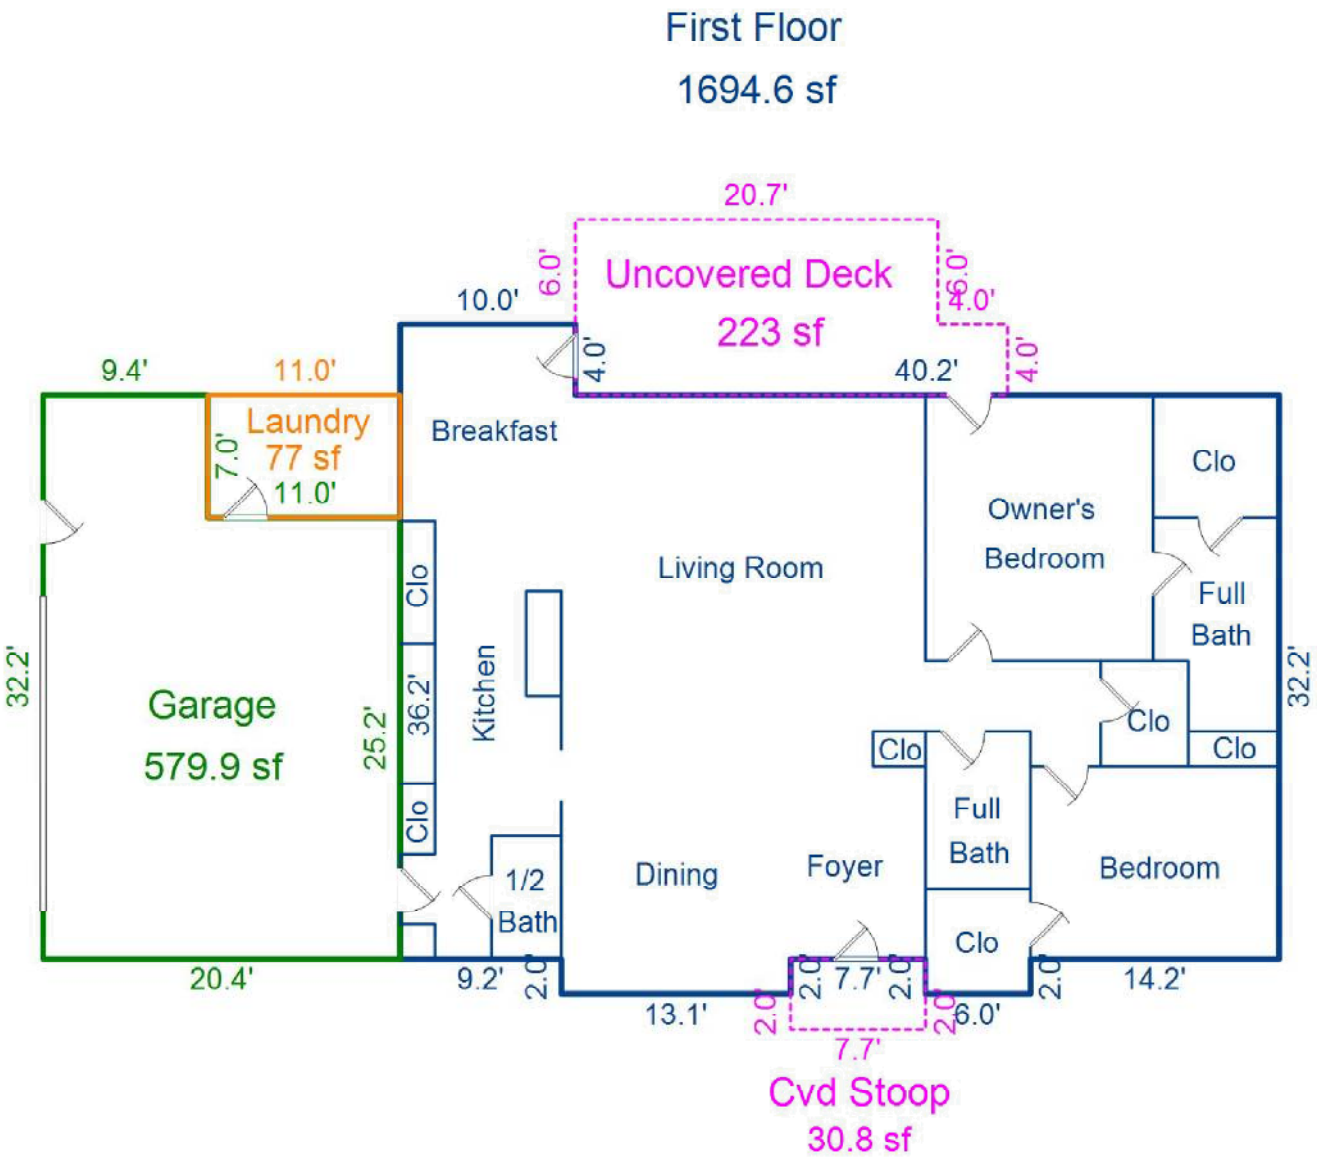 First Floor
1694.6 sf
20.7'
6.0'
Uncovered Deck
223 sf
6.0'
4.0'
10.0'
4.0'
40.2'
4.0'
9.4'
11.0'
Laundry
77 sf
7.0'
11.0'
Breakfast
Clo
Owner's
Bedroom
Living Room
Clo
Full
Bath
32.2'
Garage
579.9 sf
25.2'
36.2'
Kitchen
32.2'
Clo
Clo
Clo
Clo
Full
Bath
Dining
Foyer
Bedroom
1/2
Bath
Clo
20.4'
9.2'
2.0'
2.0'
7.7'
2.0'
2.0'
14.2'
13.1'
2.0'
2.0'
6.0'
7.7'
Cvd Stoop
30.8 sf